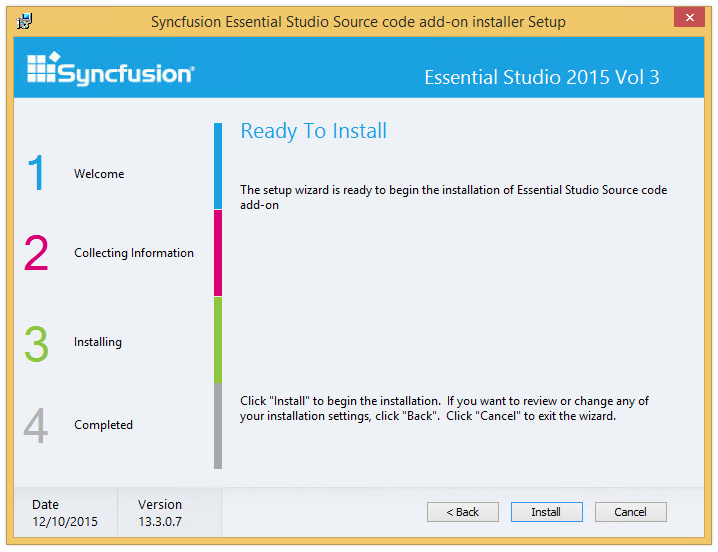 Syncfusion Essential Studio Source code add-on installer Setup
Syncfusion®
Essential Studio 2015 Vol 3
Ready To Install
1 Welcome
The setup wizard is ready to begin the installation of Essential Studio Source code
add-on
2 Collecting Information
3 Installing
Click "Install" to begin the installation. If you want to review or change any of
your installation settings, click "Back". Click "Cancel" to exit the wizard.
4 Completed
Date
12/10/2015
Version
13.3.0.7
< Back
Install
Cancel